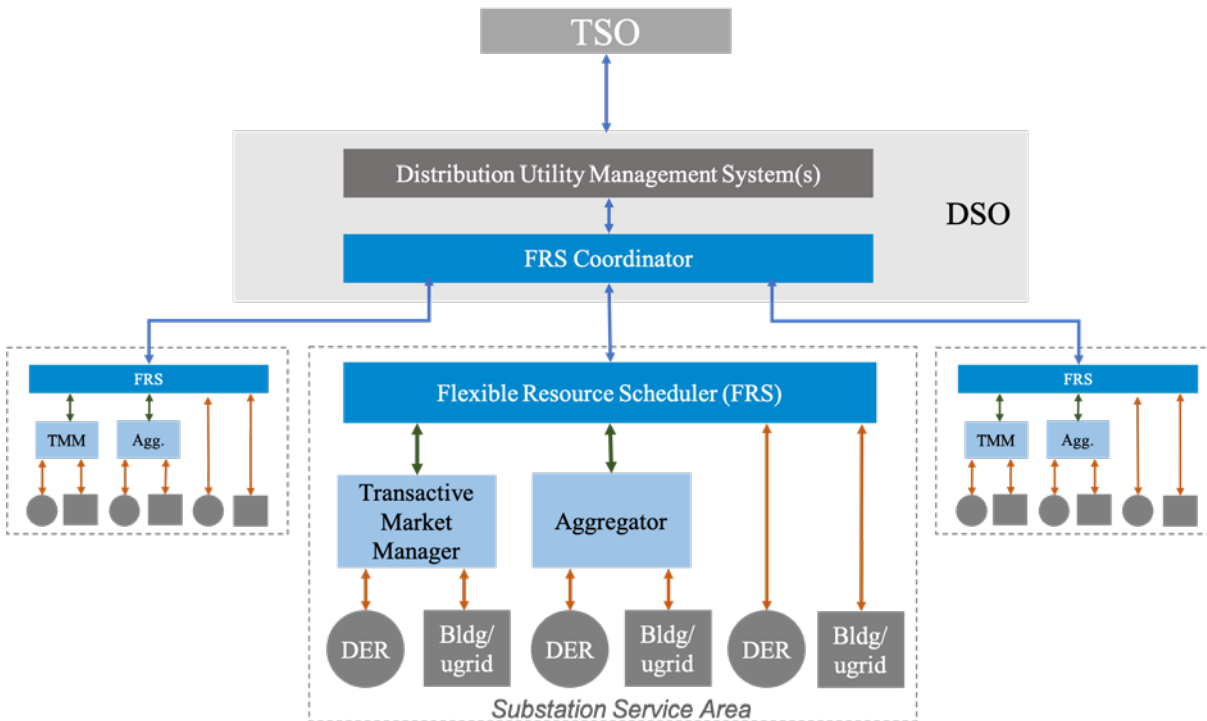 TSO
Distribution Utility Management System(s)
DSO
FRS Coordinator
FRS
TMM
Agg.
Flexible Resource Scheduler (FRS)
Transactive
Market
Manager
Aggregator
DER
Bldg/
ugrid
DER
Bldg/
ugrid
DER
Bldg/
ugrid
Substation Service Area
FRS
TMM
Agg.